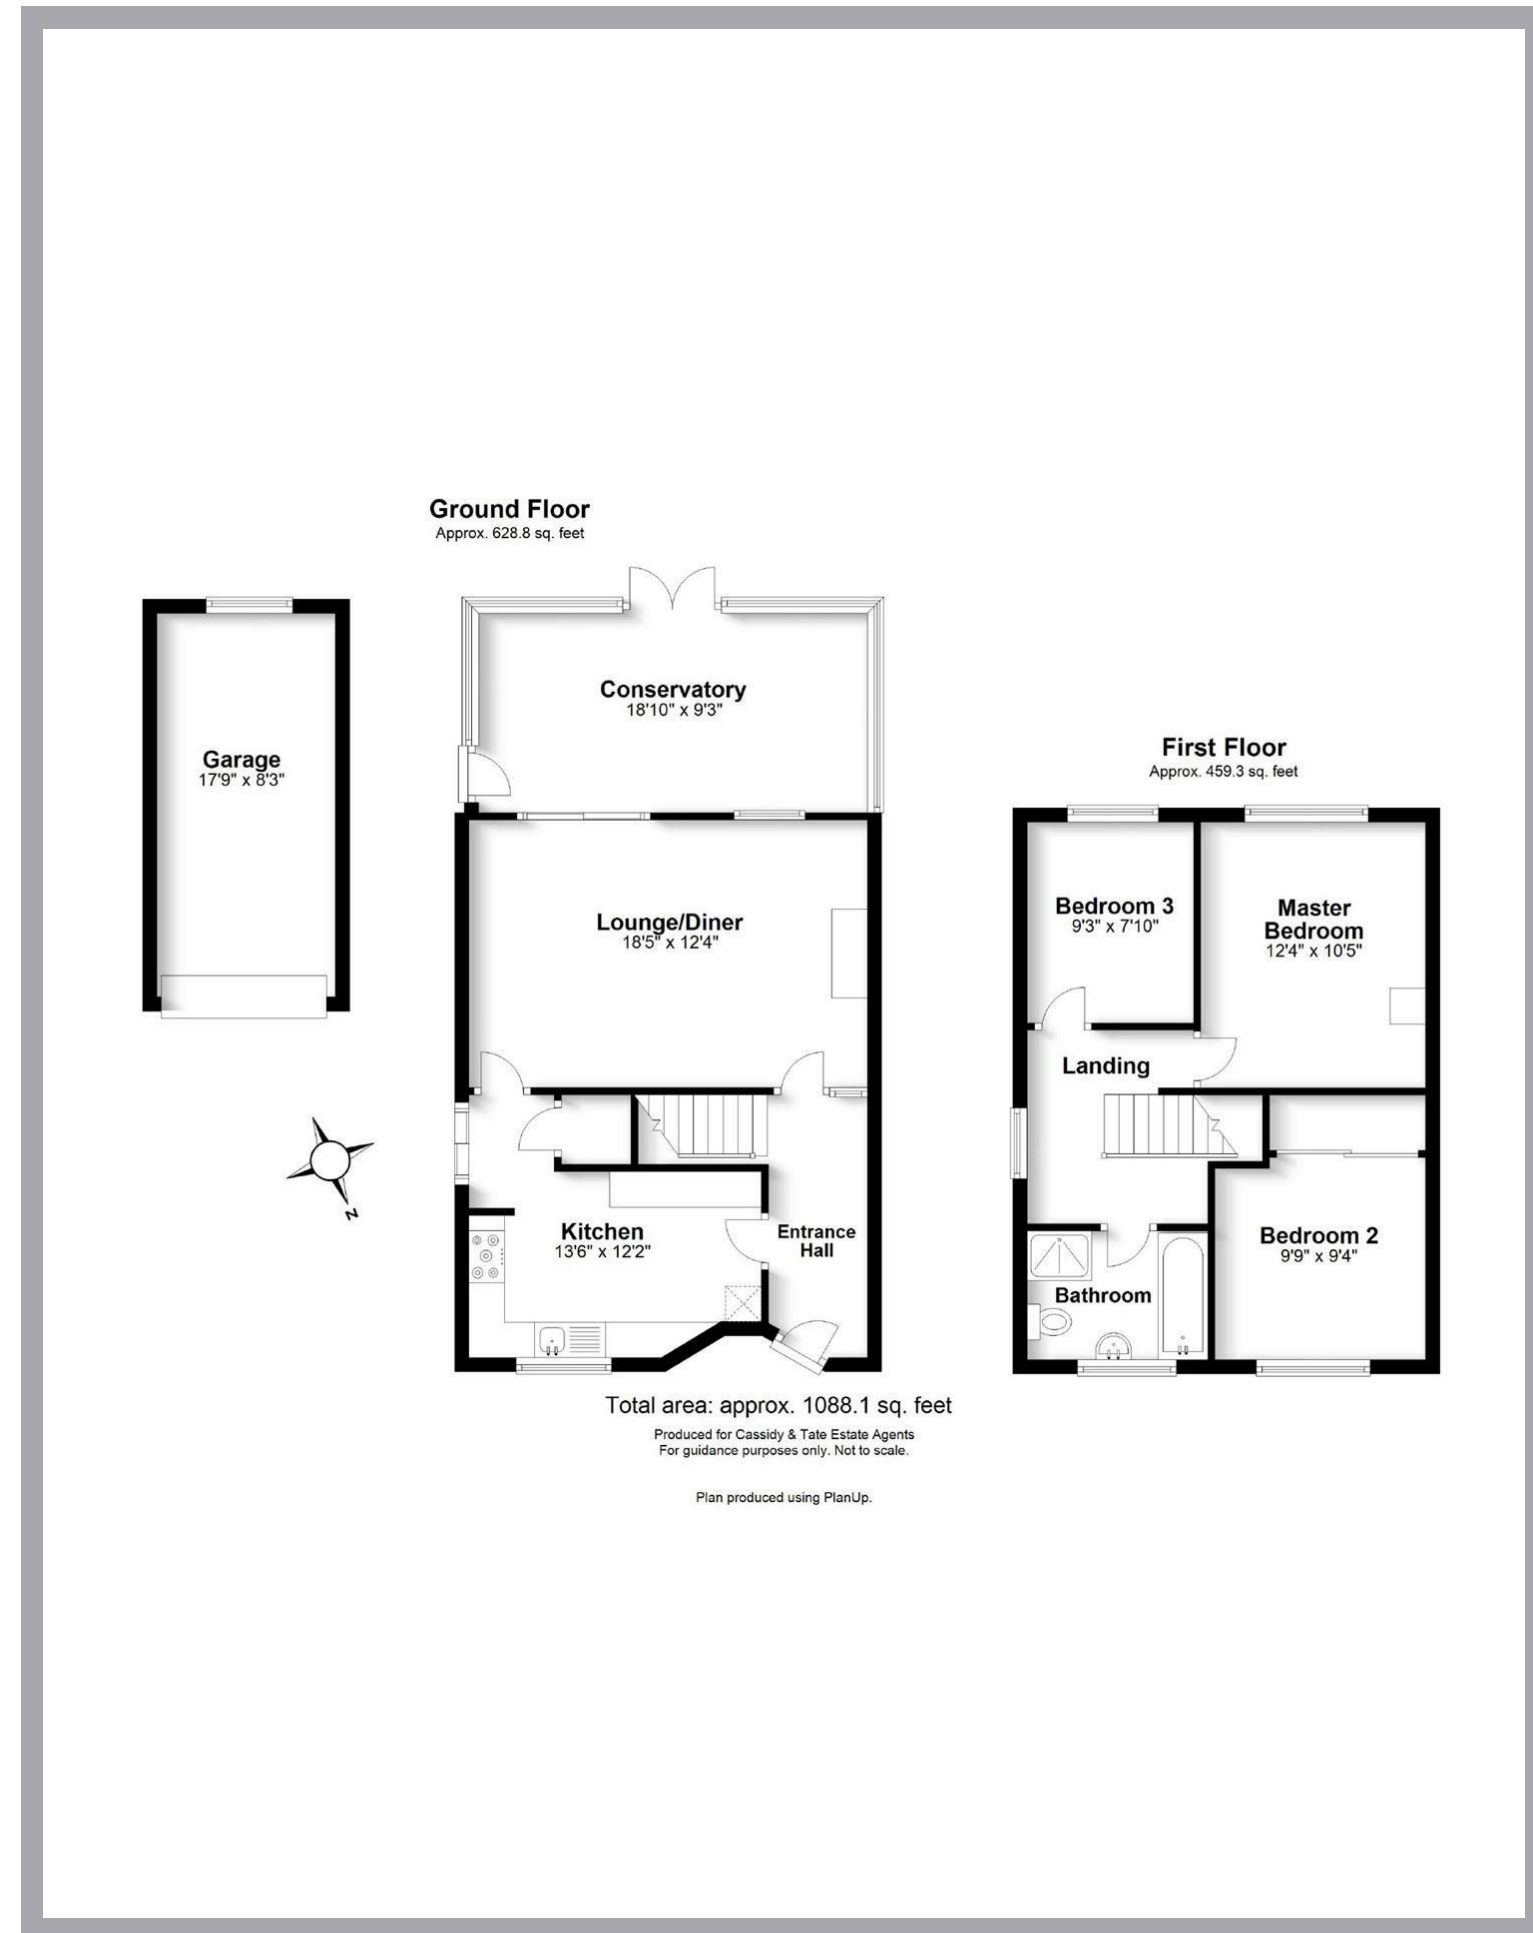 Ground Floor
Approx. 628.8 sq. feet
Conservatory
18'10" x 9'3"
Garage
17'9" x 8'3"
Lounge/Diner
18'5" x 12'4"
Kitchen
13'6" x 12'2"
Entrance
Hall
N
First Floor
Approx. 459.3 sq. feet
Bedroom 3
9'3" x 7'10"
Master
Bedroom
12'4" x 10'5"
Landing
Bedroom 2
9'9" x 9'4"
Bathroom
Total area: approx. 1088.1 sq. feet
Produced for Cassidy & Tate Estate Agents
For guidance purposes only. Not to scale.
Plan produced using PlanUp.